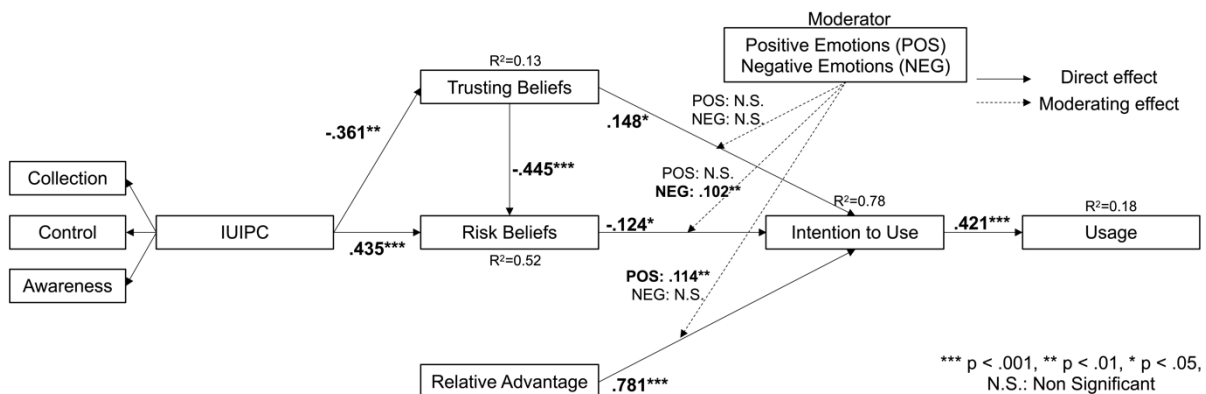 Moderator
Positive Emotions (POS)
Negative Emotions (NEG)
Direct effect
Moderating effect
R²=0.13
Trusting Beliefs
POS: N.S.
NEG: N.S.
.148*
-.361**
-.445***
Collection
Control
Awareness
IUIPC
.435***
Risk Beliefs
R²=0.52
-.124*
POS: N.S.
NEG: .102**
R²=0.78
Intention to Use
.421***
R²=0.18
Usage
POS: .114**
NEG: N.S.
Relative Advantage
.781***
*** p < .001, ** p < .01, * p < .05,
N.S.: Non Significant